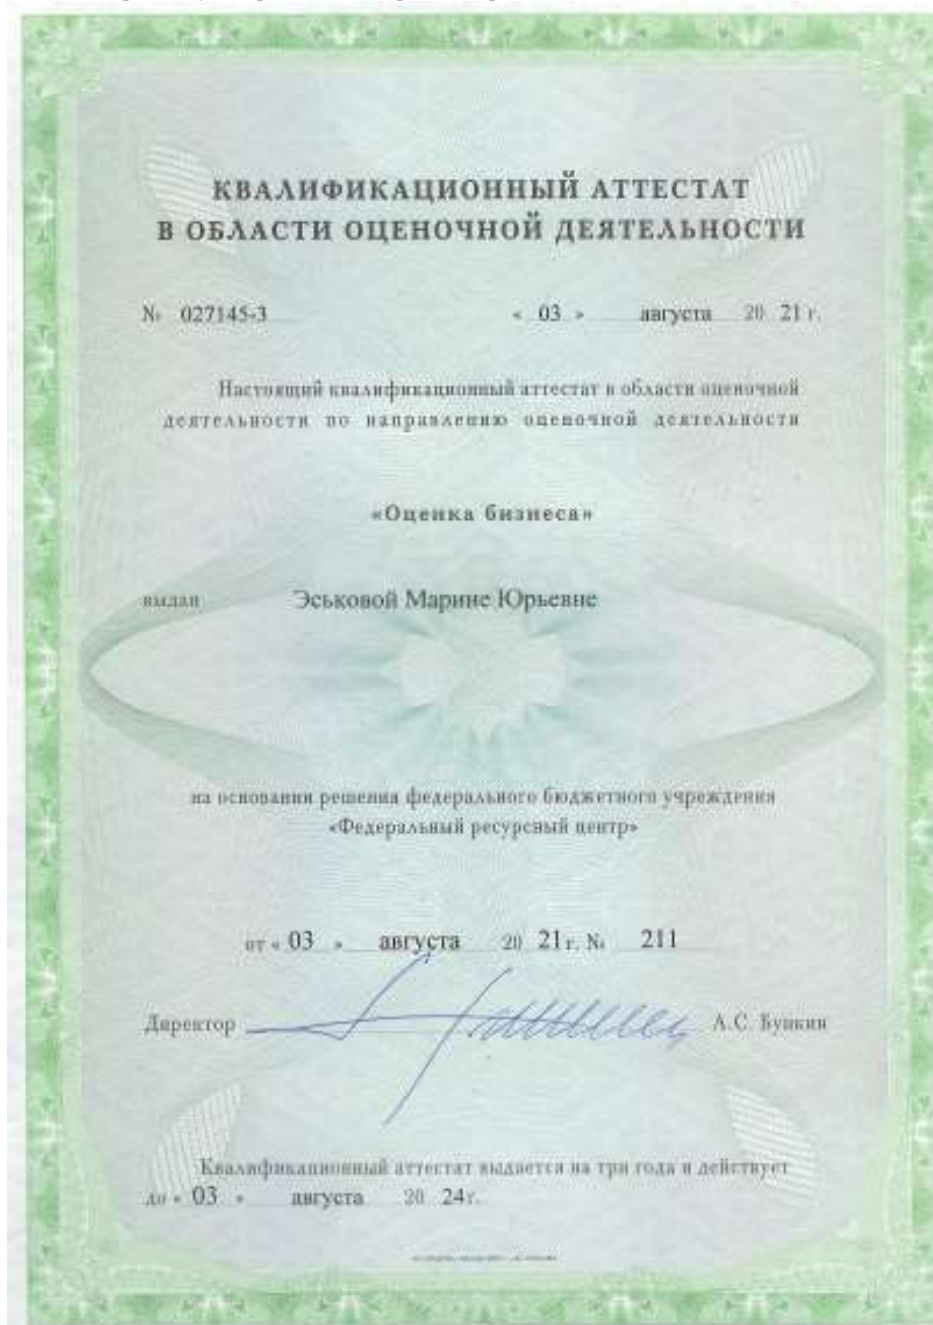 КВАЛИФИКАЦИОННЫЙ АТТЕСТАТ
В ОБЛАСТИ ОЦЕНОЧНОЙ ДЕЯТЕЛЬНОСТИ
№ 027145-3 « 03 » августа 20 21 г.
Настоящий квалификационный аттестат в области оценочной
деятельности по направлению оценочной деятельности
«Оценка бизнеса»
выдан Эськовой Марине Юрьевне
на основании решения федерального бюджетного учреждения
«Федеральный ресурсный центр»
от « 03 » августа 20 21 г. № 211
Директор А.С. Бункин
Квалификационный аттестат выдается на три года и действует
до « 03 » августа 20 24 г.